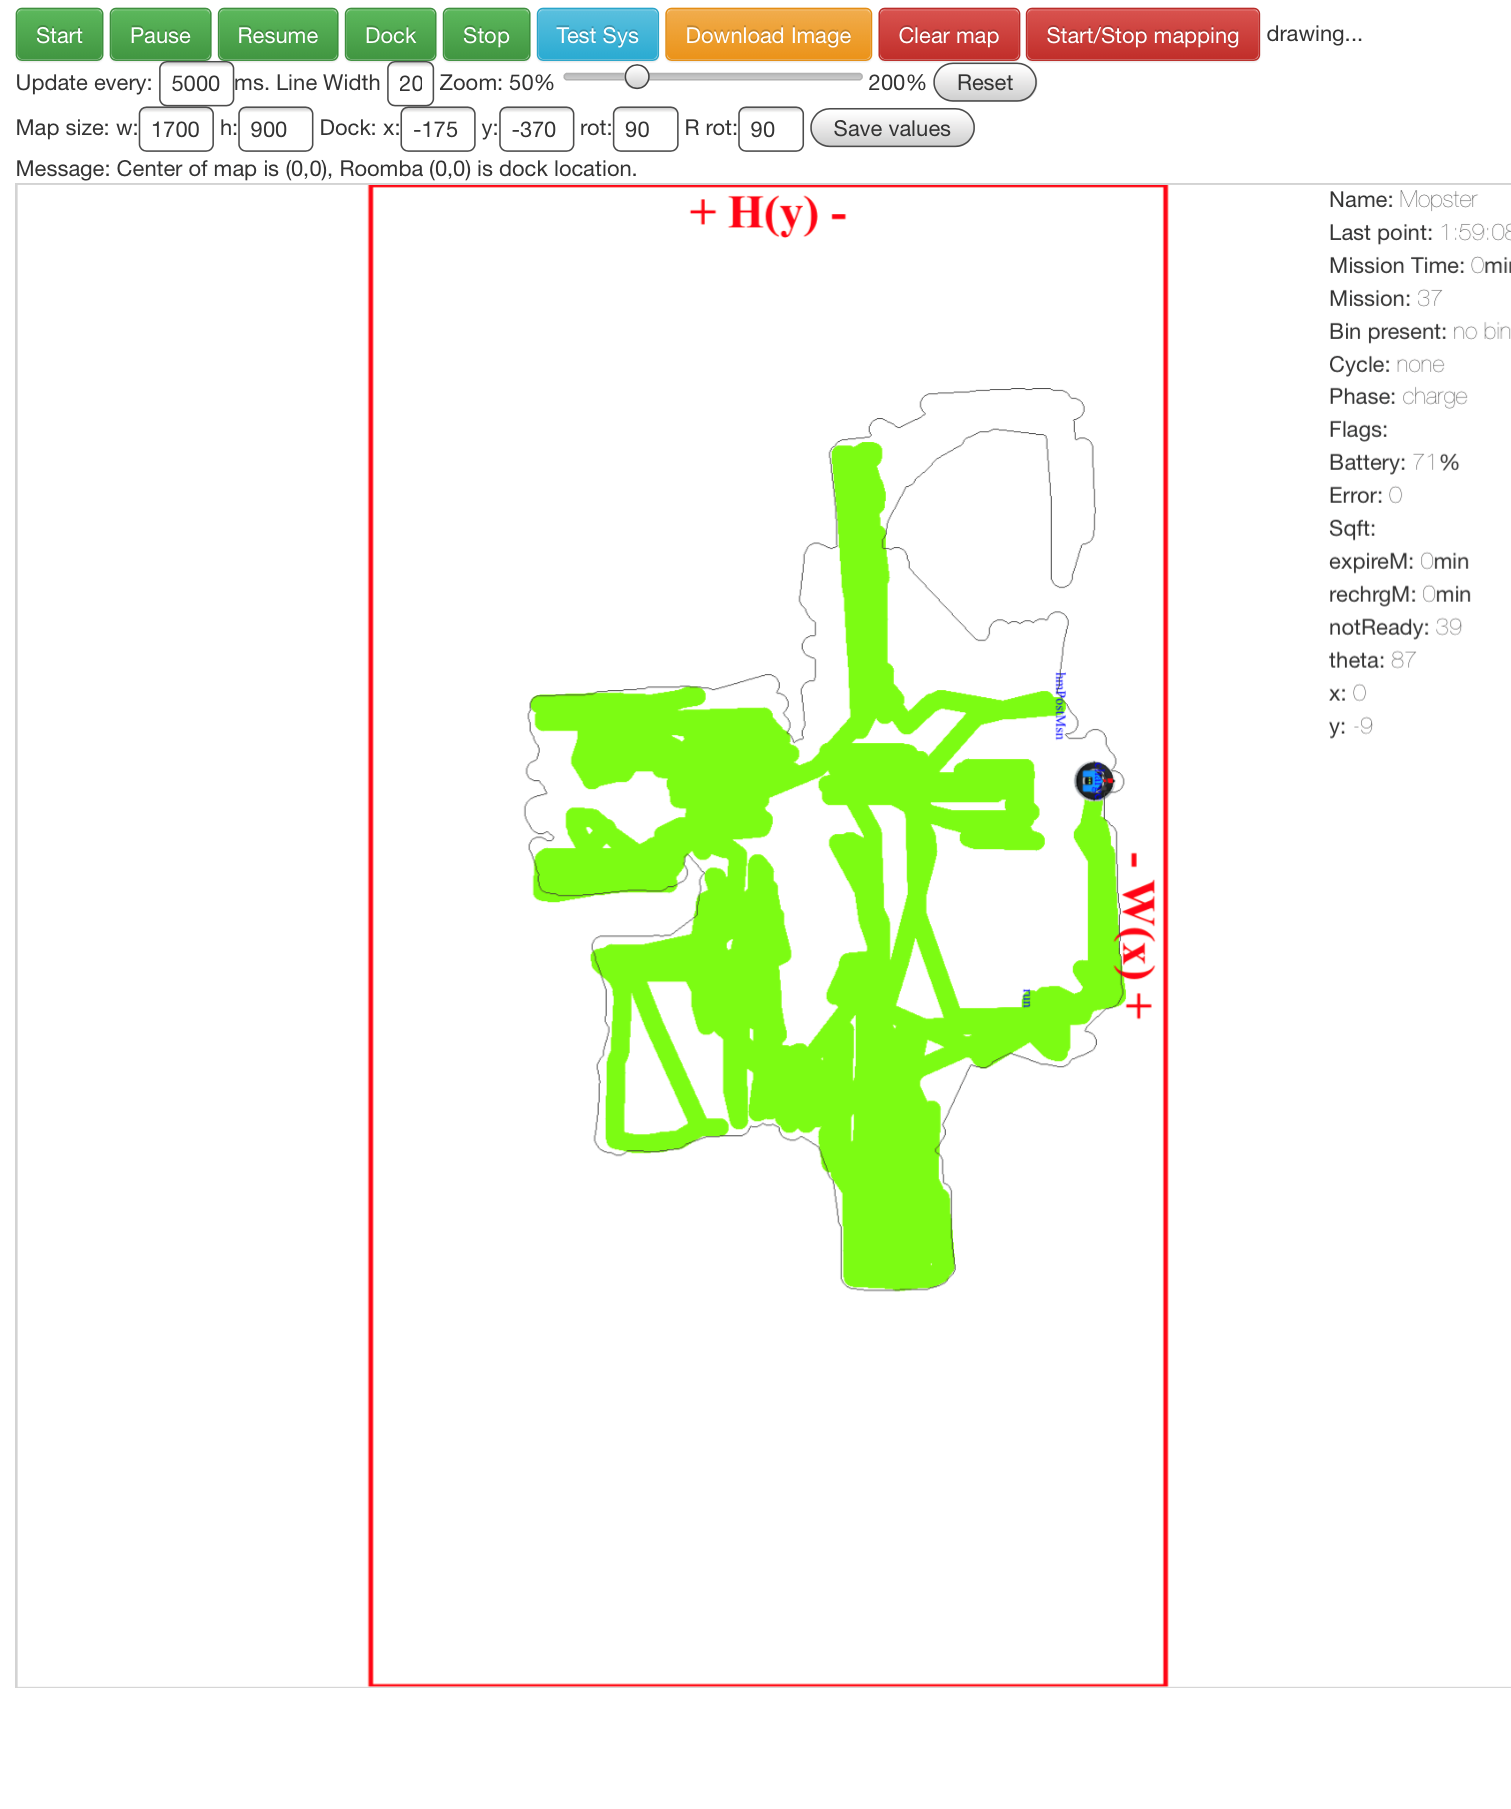 Start Pause Resume Dock Stop Test Sys Download Image Clear map Start/Stop mapping drawing...
Update every: 5000 ms. Line Width 20 Zoom: 50% 200% Reset
Map size: w: 1700 h: 900 Dock: x: -175 y: -370 rot: 90 R rot: 90 Save values
Message: Center of map is (0,0), Roomba (0,0) is dock location.
+ H(y) -
Name: Mopster
Last point: 1:59:08
Mission Time: 0min
Mission: 37
Bin present: no bin
Cycle: none
Phase: charge
Flags:
Battery: 71%
Error: 0
Sqft:
expireM: 0min
rechrgM: 0min
notReady: 39
theta: 87
x: 0
y: -9
hmPostMsn
- W(x) +
run